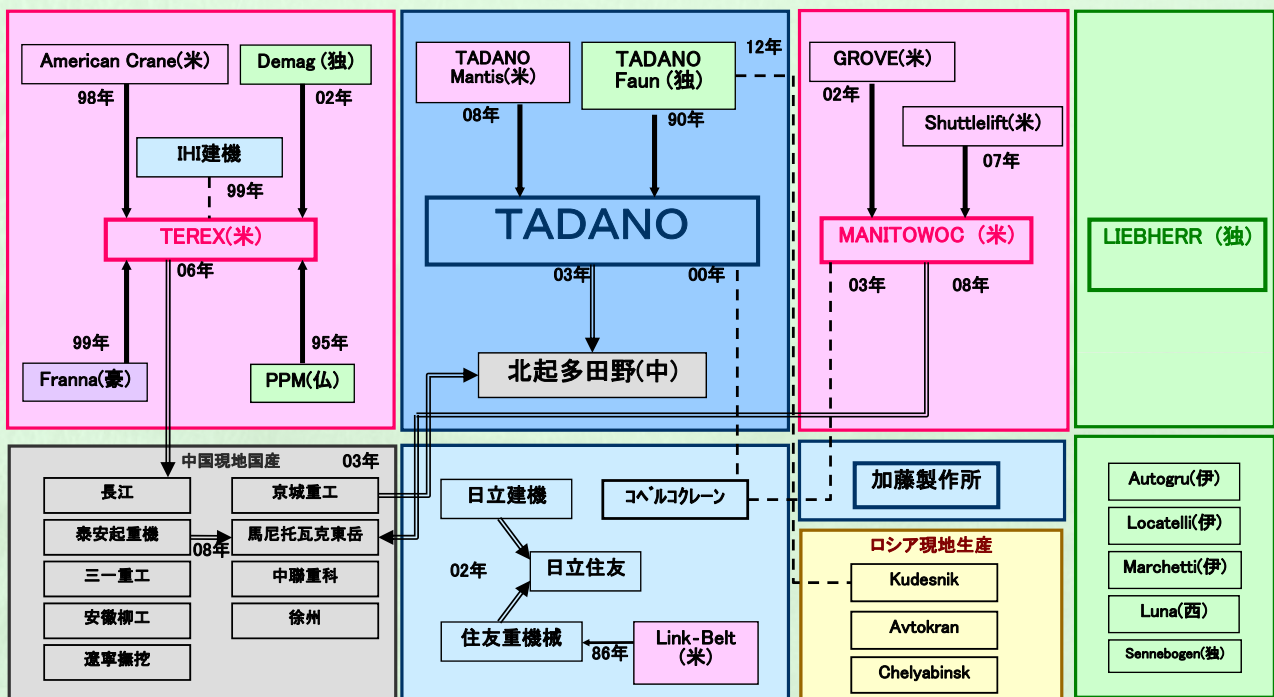 American Crane(米)
Demag (独)
98年
02年
IHI建機
99年
TEREX(米)
06年
99年
95年
Franna(豪)
PPM(仏)
TADANO
Mantis(米)
TADANO
Faun (独)
12年
08年
90年
TADANO
03年
00年
北起多田野(中)
GROVE(米)
02年
Shuttlelift(米)
07年
MANITOWOC (米)
03年
08年
LIEBHERR (独)
中国現地国産
03年
長江
京城重工
泰安起重機
08年
馬尼托瓦克東岳
三一重工
中聯重科
安徽柳工
徐州
遼寧撫挖
日立建機
コベルコクレーン
02年
日立住友
住友重機械
86年
Link-Belt
(米)
加藤製作所
ロシア現地生産
Kudesnik
Avtokran
Chelyabinsk
Autogru(伊)
Locatelli(伊)
Marchetti(伊)
Luna(西)
Sennebogen(独)